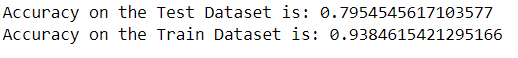 Accuracy on the Test Dataset is: 0.7954545617103577
Accuracy on the Train Dataset is: 0.9384615421295166